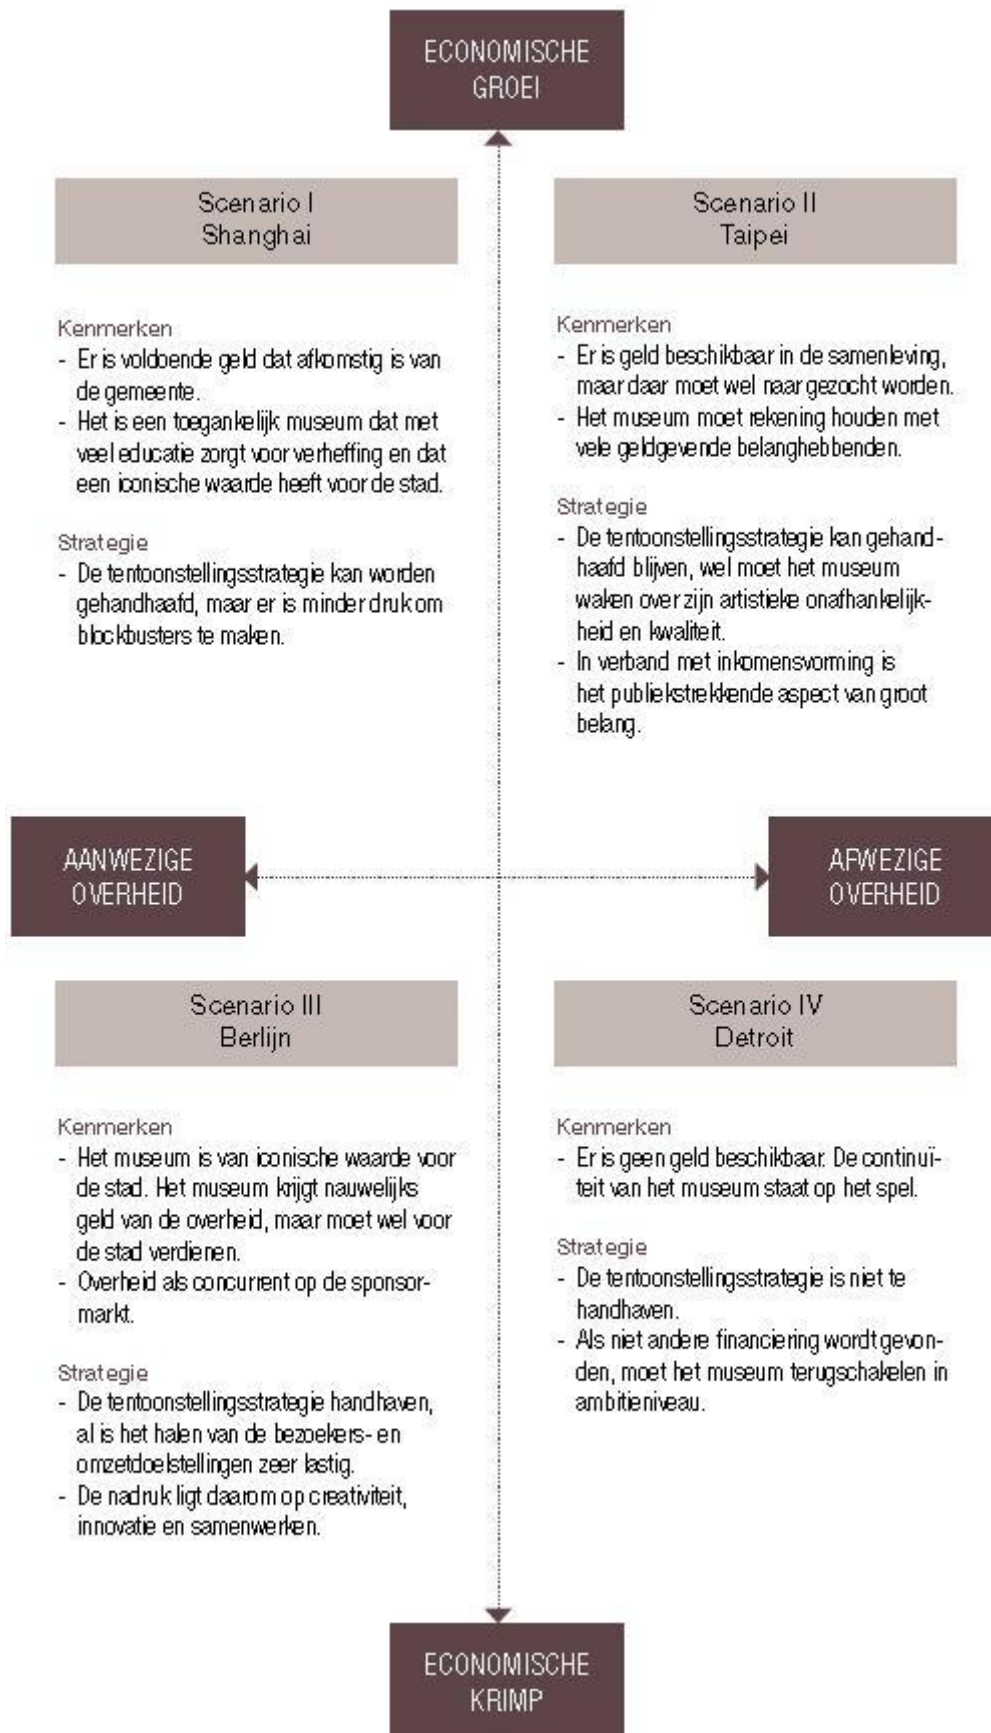 ECONOMISCHE
GROEI
Scenario I
Shanghai
Kenmerken
- Er is voldoende geld dat afkomstig is van
de gemeente.
- Het is een toegankelijk museum dat met
veel educatie zorgt voor verheffing en dat
een iconische waarde heeft voor de stad.
Strategie
- De tentoonstellingsstrategie kan worden
gehandhaafd, maar er is minder druk om
blockbusters te maken.
Scenario II
Taipei
Kenmerken
- Er is geld beschikbaar in de samenleving,
maar daar moet wel naar gezocht worden.
- Het museum moet rekening houden met
vele geldgevende belanghebbenden.
Strategie
- De tentoonstellingsstrategie kan gehand-
haafd blijven, wel moet het museum
waken over zijn artistieke onafhankelijk-
heid en kwaliteit.
- In verband met inkomensvorming is
het publiekstrekkende aspect van groot
belang.
AANWEZIGE
OVERHEID
AFWEZIGE
OVERHEID
Scenario III
Berlijn
Kenmerken
- Het museum is van iconische waarde voor
de stad. Het museum krijgt nauwelijks
geld van de overheid, maar moet wel voor
de stad verdienen.
- Overheid als concurrent op de sponsor-
markt.
Strategie
- De tentoonstellingsstrategie handhaven,
al is het halen van de bezoekers- en
omzetdoelstellingen zeer lastig.
- De nadruk ligt daarom op creativiteit,
innovatie en samenwerken.
Scenario IV
Detroit
Kenmerken
- Er is geen geld beschikbaar. De continuï-
teit van het museum staat op het spel.
Strategie
- De tentoonstellingsstrategie is niet te
handhaven.
- Als niet andere financiering wordt gevon-
den, moet het museum terugschakelen in
ambitieniveau.
ECONOMISCHE
KRIMP